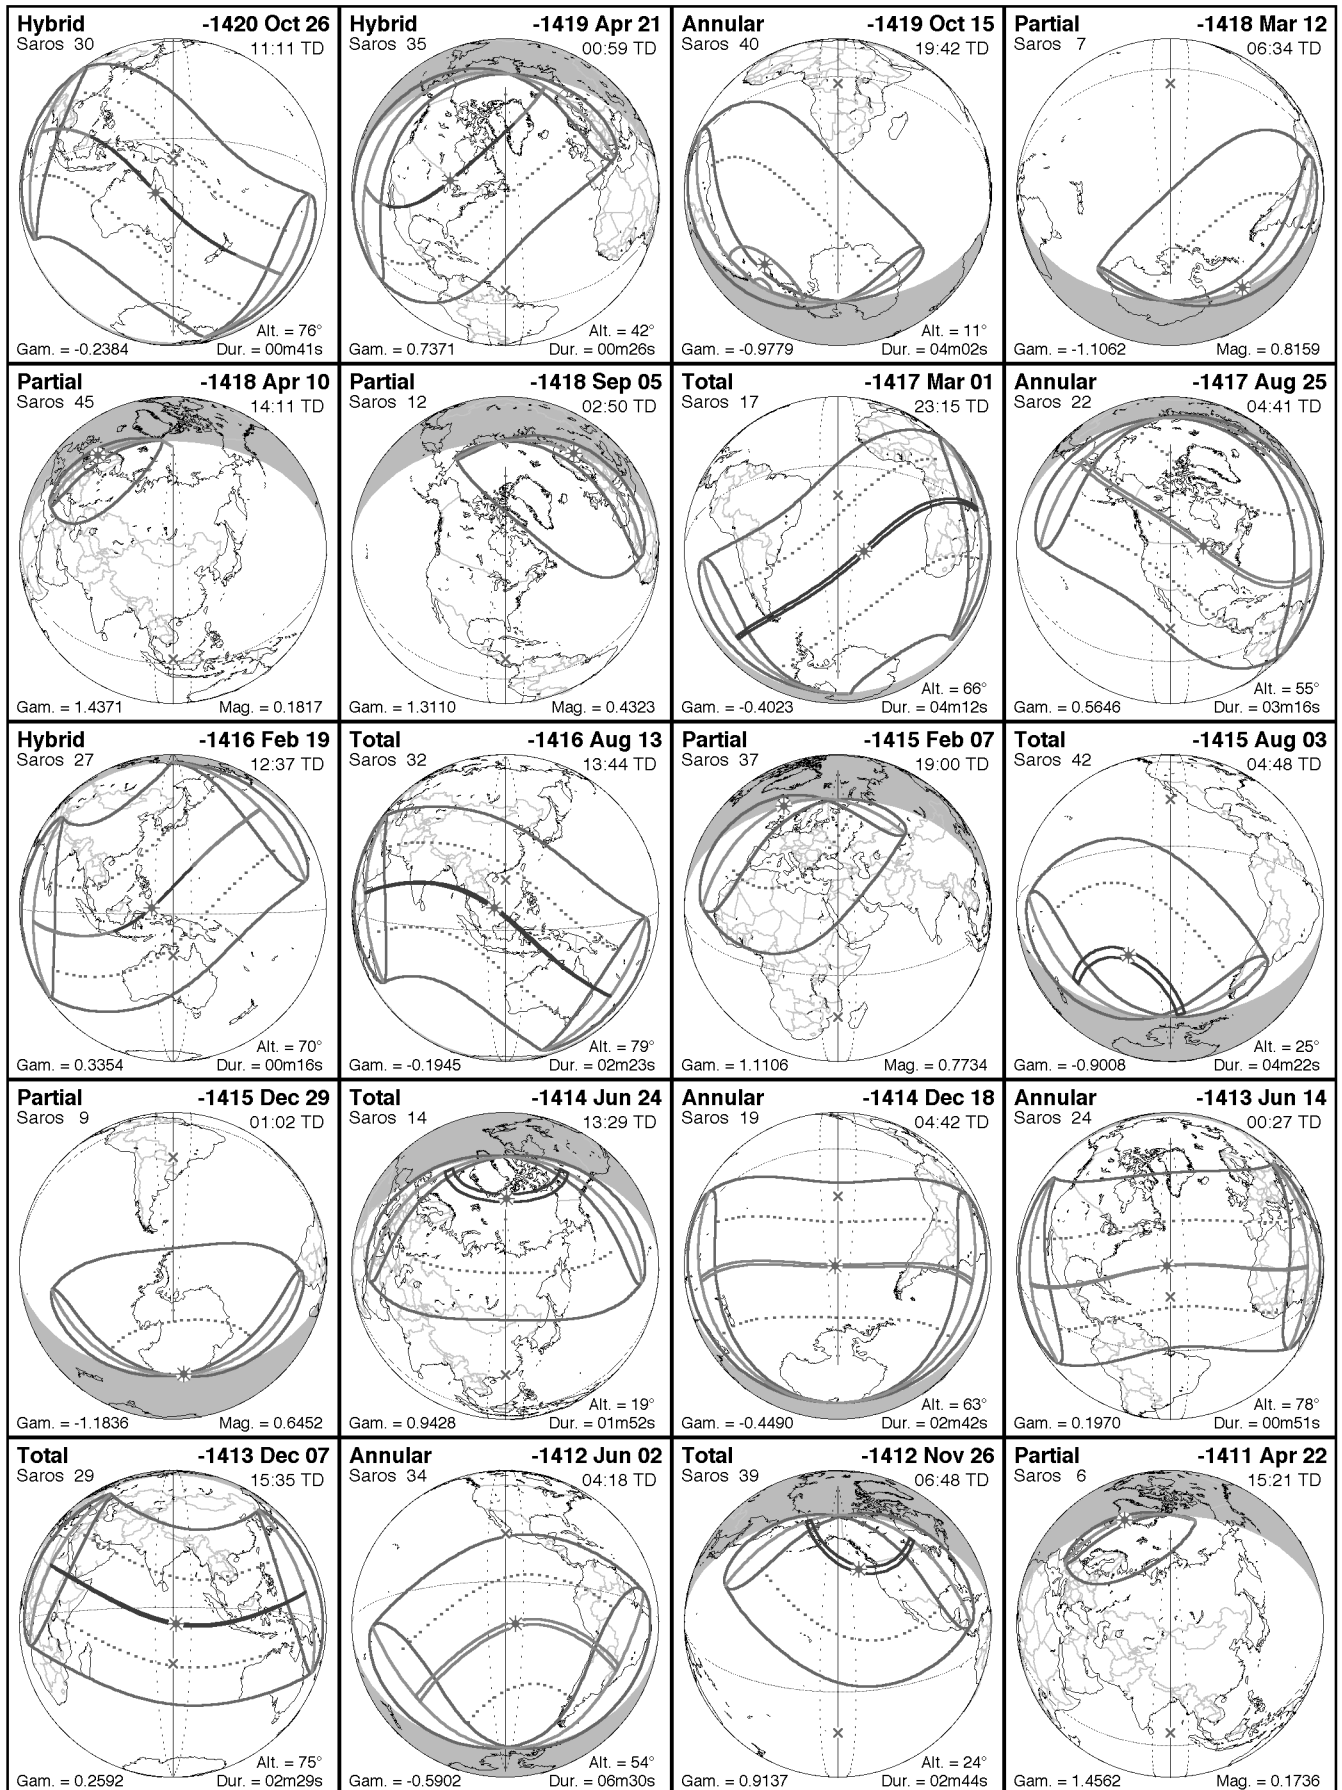 Hybrid -1420 Oct 26
Saros 30 11:11 TD
Alt. = 76°
Gam. = -0.2384 Dur. = 00m41s
Hybrid -1419 Apr 21
Saros 35 00:59 TD
Alt. = 42°
Gam. = 0.7371 Dur. = 00m26s
Annular -1419 Oct 15
Saros 40 19:42 TD
Alt. = 11°
Gam. = -0.9779 Dur. = 04m02s
Partial -1418 Mar 12
Saros 7 06:34 TD
Gam. = -1.1062 Mag. = 0.8159
Partial -1418 Apr 10
Saros 45 14:11 TD
Gam. = 1.4371 Mag. = 0.1817
Partial -1418 Sep 05
Saros 12 02:50 TD
Gam. = 1.3110 Mag. = 0.4323
Total -1417 Mar 01
Saros 17 23:15 TD
Alt. = 66°
Gam. = -0.4023 Dur. = 04m12s
Annular -1417 Aug 25
Saros 22 04:41 TD
Alt. = 55°
Gam. = 0.5646 Dur. = 03m16s
Hybrid -1416 Feb 19
Saros 27 12:37 TD
Alt. = 70°
Gam. = 0.3354 Dur. = 00m16s
Total -1416 Aug 13
Saros 32 13:44 TD
Alt. = 79°
Gam. = -0.1945 Dur. = 02m23s
Partial -1415 Feb 07
Saros 37 19:00 TD
Gam. = 1.1106 Mag. = 0.7734
Total -1415 Aug 03
Saros 42 04:48 TD
Alt. = 25°
Gam. = -0.9008 Dur. = 04m22s
Partial -1415 Dec 29
Saros 9 01:02 TD
Gam. = -1.1836 Mag. = 0.6452
Total -1414 Jun 24
Saros 14 13:29 TD
Alt. = 19°
Gam. = 0.9428 Dur. = 01m52s
Annular -1414 Dec 18
Saros 19 04:42 TD
Alt. = 63°
Gam. = -0.4490 Dur. = 02m42s
Annular -1413 Jun 14
Saros 24 00:27 TD
Alt. = 78°
Gam. = 0.1970 Dur. = 00m51s
Total -1413 Dec 07
Saros 29 15:35 TD
Alt. = 75°
Gam. = 0.2592 Dur. = 02m29s
Annular -1412 Jun 02
Saros 34 04:18 TD
Alt. = 54°
Gam. = -0.5902 Dur. = 06m30s
Total -1412 Nov 26
Saros 39 06:48 TD
Alt. = 24°
Gam. = 0.9137 Dur. = 02m44s
Partial -1411 Apr 22
Saros 6 15:21 TD
Gam. = 1.4562 Mag. = 0.1736